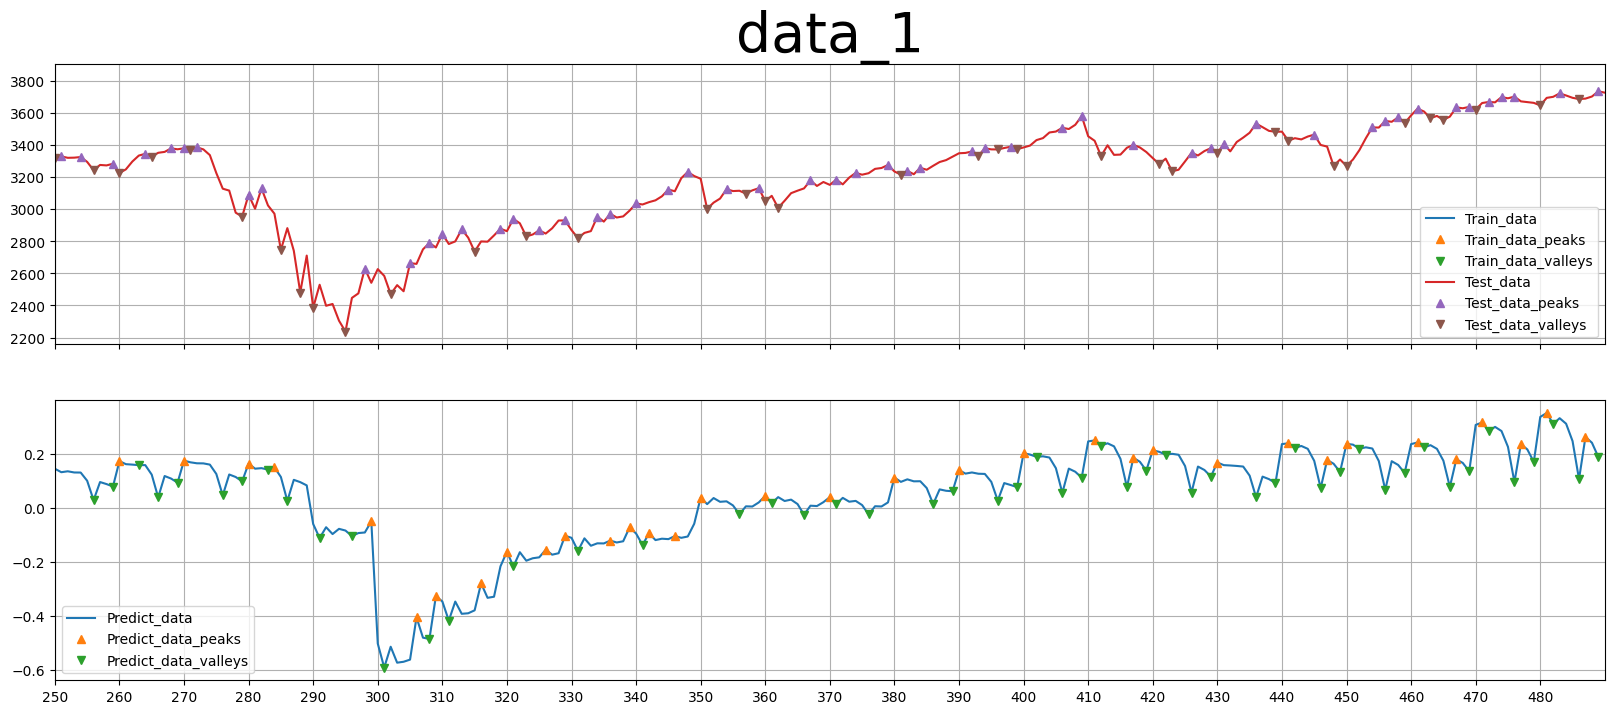 data_1
3800
3600
3400
3200
3000
2800
2600
2400
2200
Train_data
Train_data_peaks
Train_data_valleys
Test_data
Test_data_peaks
Test_data_valleys
0.2
0.0
−0.2
−0.4
−0.6
Predict_data
Predict_data_peaks
Predict_data_valleys
250 260 270 280 290 300 310 320 330 340 350 360 370 380 390 400 410 420 430 440 450 460 470 480